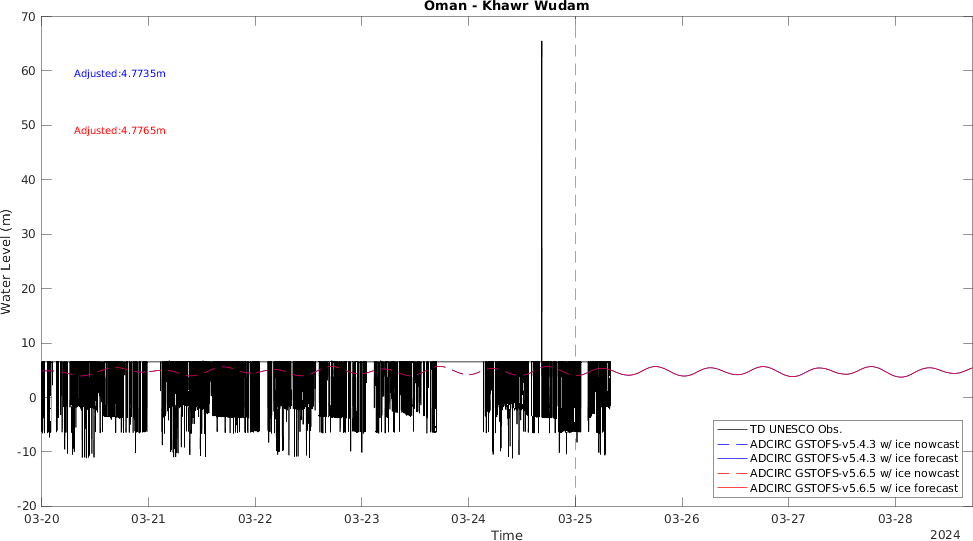 Oman - Khawr Wudam
70
60
50
40
30
20
10
0
-10
-20
Water Level (m)
Adjusted:4.7735m
Adjusted:4.7765m
TD UNESCO Obs.
ADCIRC GSTOFS-v5.4.3 w/ ice nowcast
ADCIRC GSTOFS-v5.4.3 w/ ice forecast
ADCIRC GSTOFS-v5.6.5 w/ ice nowcast
ADCIRC GSTOFS-v5.6.5 w/ ice forecast
03-20 03-21 03-22 03-23 03-24 03-25 03-26 03-27 03-28
Time
2024